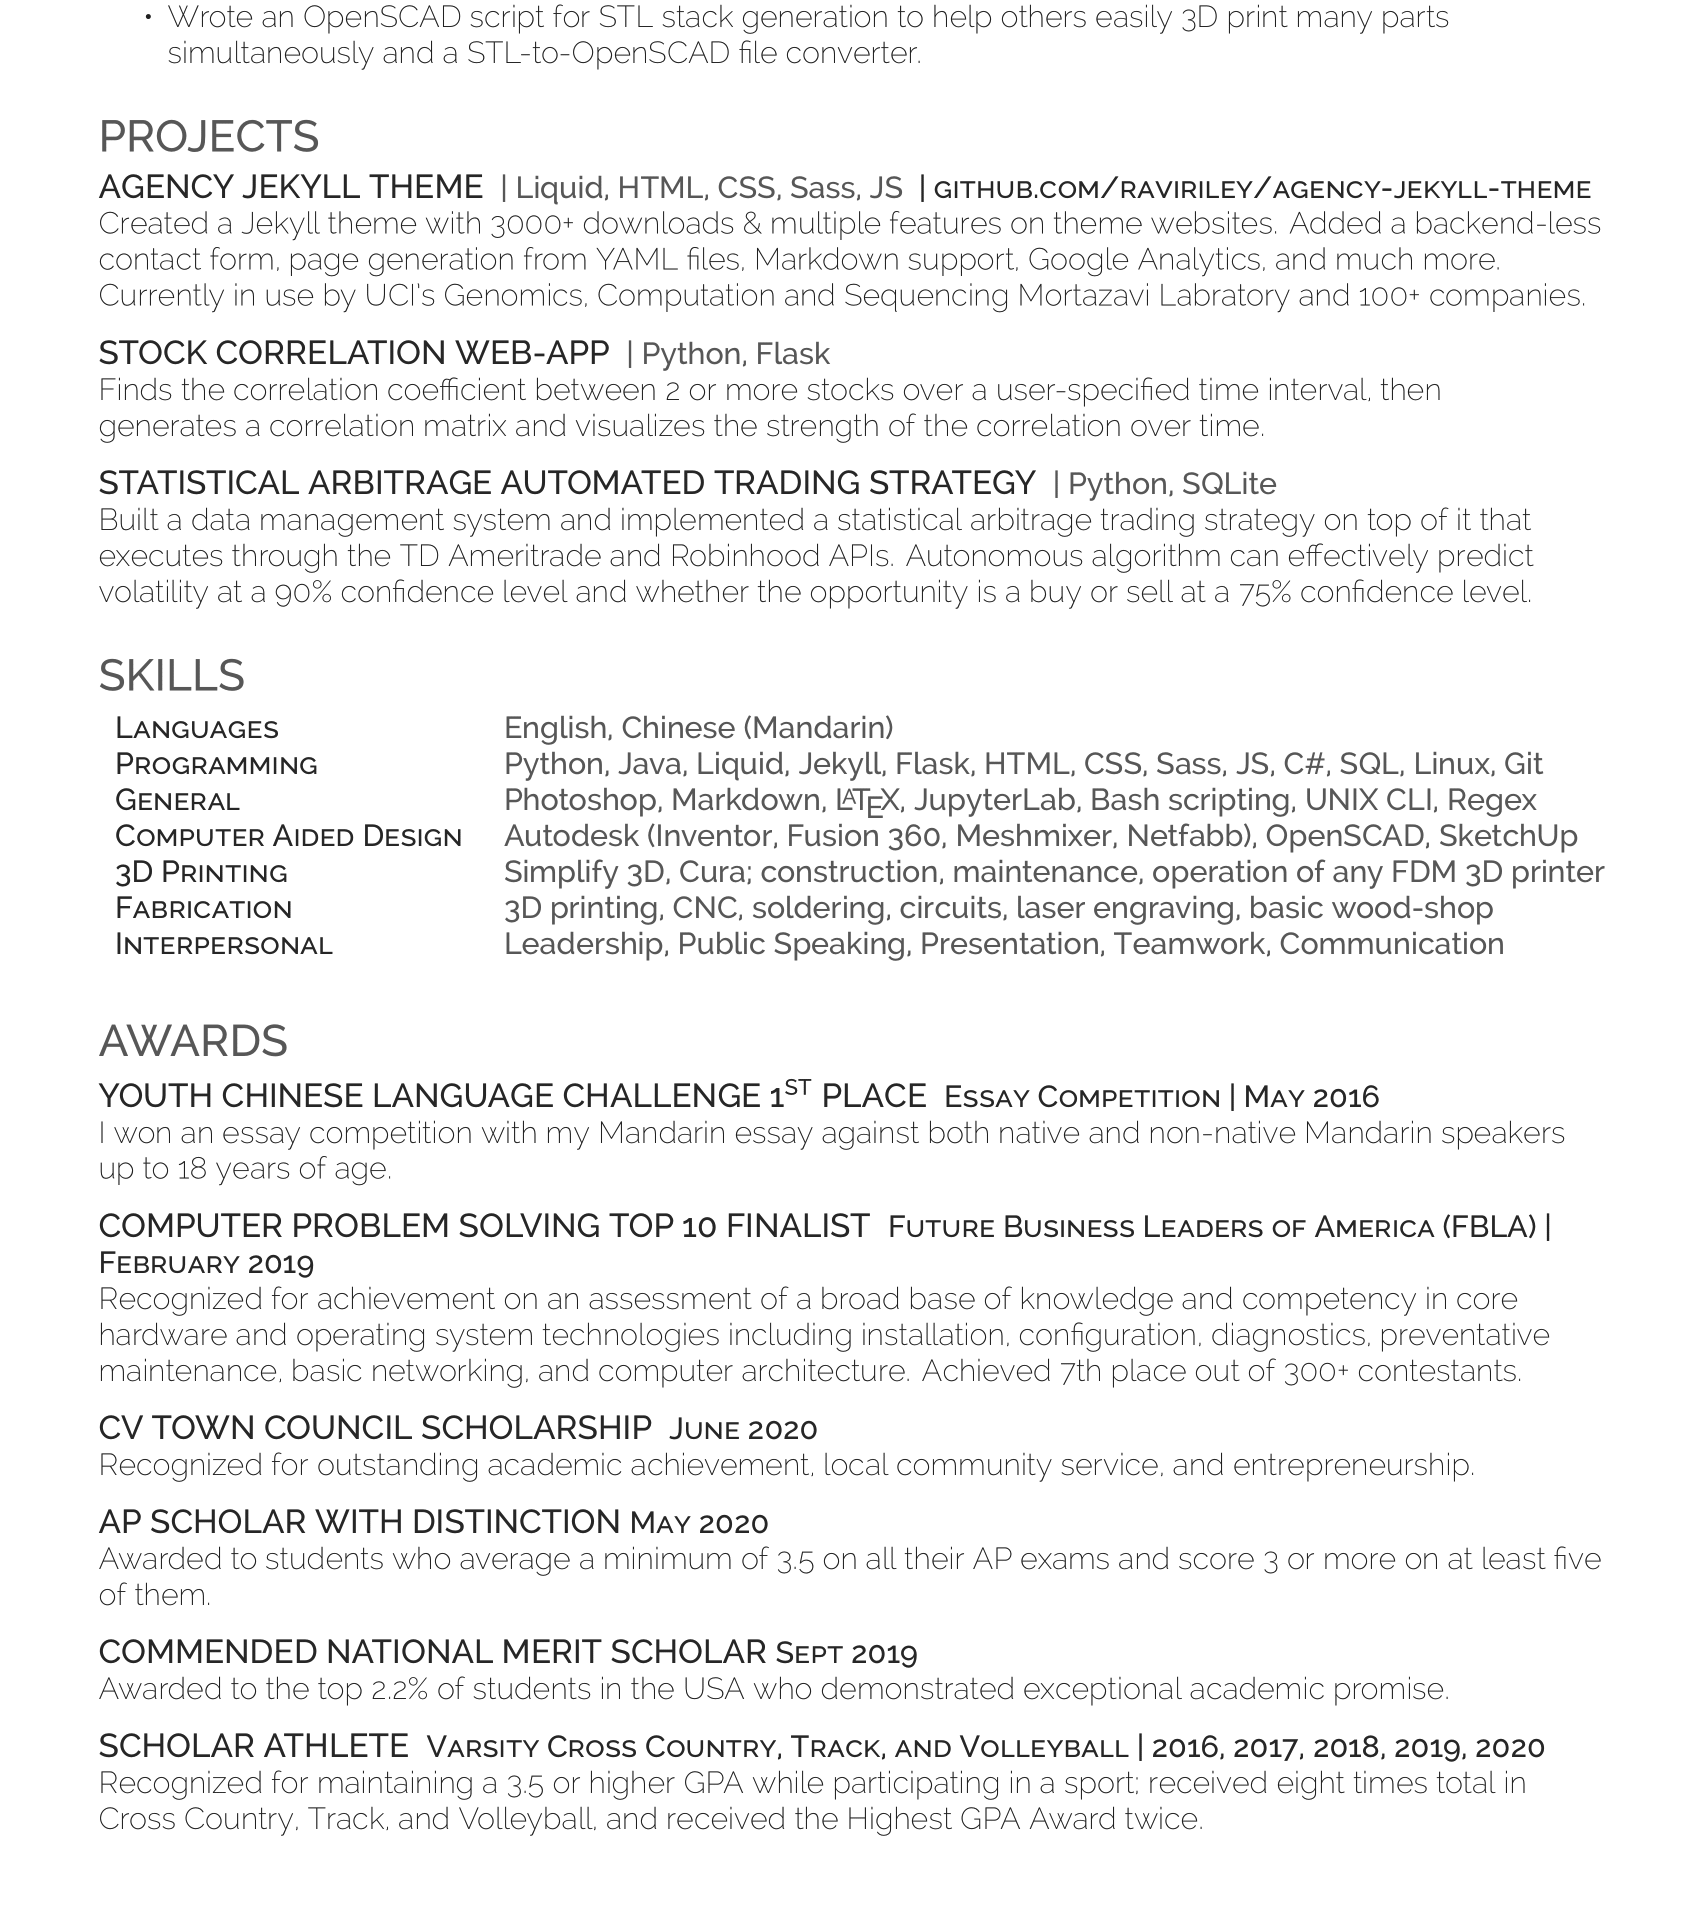 • Wrote an OpenSCAD script for STL stack generation to help others easily 3D print many parts
simultaneously and a STL-to-OpenSCAD file converter.
PROJECTS
AGENCY JEKYLL THEME | Liquid, HTML, CSS, Sass, JS | GITHUB.COM/RAVIRILEY/AGENCY-JEKYLL-THEME
Created a Jekyll theme with 3000+ downloads & multiple features on theme websites. Added a backend-less
contact form, page generation from YAML files, Markdown support, Google Analytics, and much more.
Currently in use by UCI's Genomics, Computation and Sequencing Mortazavi Labratory and 100+ companies.
STOCK CORRELATION WEB-APP | Python, Flask
Finds the correlation coefficient between 2 or more stocks over a user-specified time interval, then
generates a correlation matrix and visualizes the strength of the correlation over time.
STATISTICAL ARBITRAGE AUTOMATED TRADING STRATEGY | Python, SQLite
Built a data management system and implemented a statistical arbitrage trading strategy on top of it that
executes through the TD Ameritrade and Robinhood APIs. Autonomous algorithm can effectively predict
volatility at a 90% confidence level and whether the opportunity is a buy or sell at a 75% confidence level.
SKILLS
LANGUAGES English, Chinese (Mandarin)
PROGRAMMING Python, Java, Liquid, Jekyll, Flask, HTML, CSS, Sass, JS, C#, SQL, Linux, Git
GENERAL Photoshop, Markdown, LATEX, JupyterLab, Bash scripting, UNIX CLI, Regex
COMPUTER AIDED DESIGN Autodesk (Inventor, Fusion 360, Meshmixer, Netfabb), OpenSCAD, SketchUp
3D PRINTING Simplify 3D, Cura; construction, maintenance, operation of any FDM 3D printer
FABRICATION 3D printing, CNC, soldering, circuits, laser engraving, basic wood-shop
INTERPERSONAL Leadership, Public Speaking, Presentation, Teamwork, Communication
AWARDS
YOUTH CHINESE LANGUAGE CHALLENGE 1ST PLACE ESSAY COMPETITION | MAY 2016
I won an essay competition with my Mandarin essay against both native and non-native Mandarin speakers
up to 18 years of age.
COMPUTER PROBLEM SOLVING TOP 10 FINALIST FUTURE BUSINESS LEADERS OF AMERICA (FBLA) |
FEBRUARY 2019
Recognized for achievement on an assessment of a broad base of knowledge and competency in core
hardware and operating system technologies including installation, configuration, diagnostics, preventative
maintenance, basic networking, and computer architecture. Achieved 7th place out of 300+ contestants.
CV TOWN COUNCIL SCHOLARSHIP JUNE 2020
Recognized for outstanding academic achievement, local community service, and entrepreneurship.
AP SCHOLAR WITH DISTINCTION MAY 2020
Awarded to students who average a minimum of 3.5 on all their AP exams and score 3 or more on at least five
of them.
COMMENDED NATIONAL MERIT SCHOLAR SEPT 2019
Awarded to the top 2.2% of students in the USA who demonstrated exceptional academic promise.
SCHOLAR ATHLETE VARSITY CROSS COUNTRY, TRACK, AND VOLLEYBALL | 2016, 2017, 2018, 2019, 2020
Recognized for maintaining a 3.5 or higher GPA while participating in a sport; received eight times total in
Cross Country, Track, and Volleyball, and received the Highest GPA Award twice.